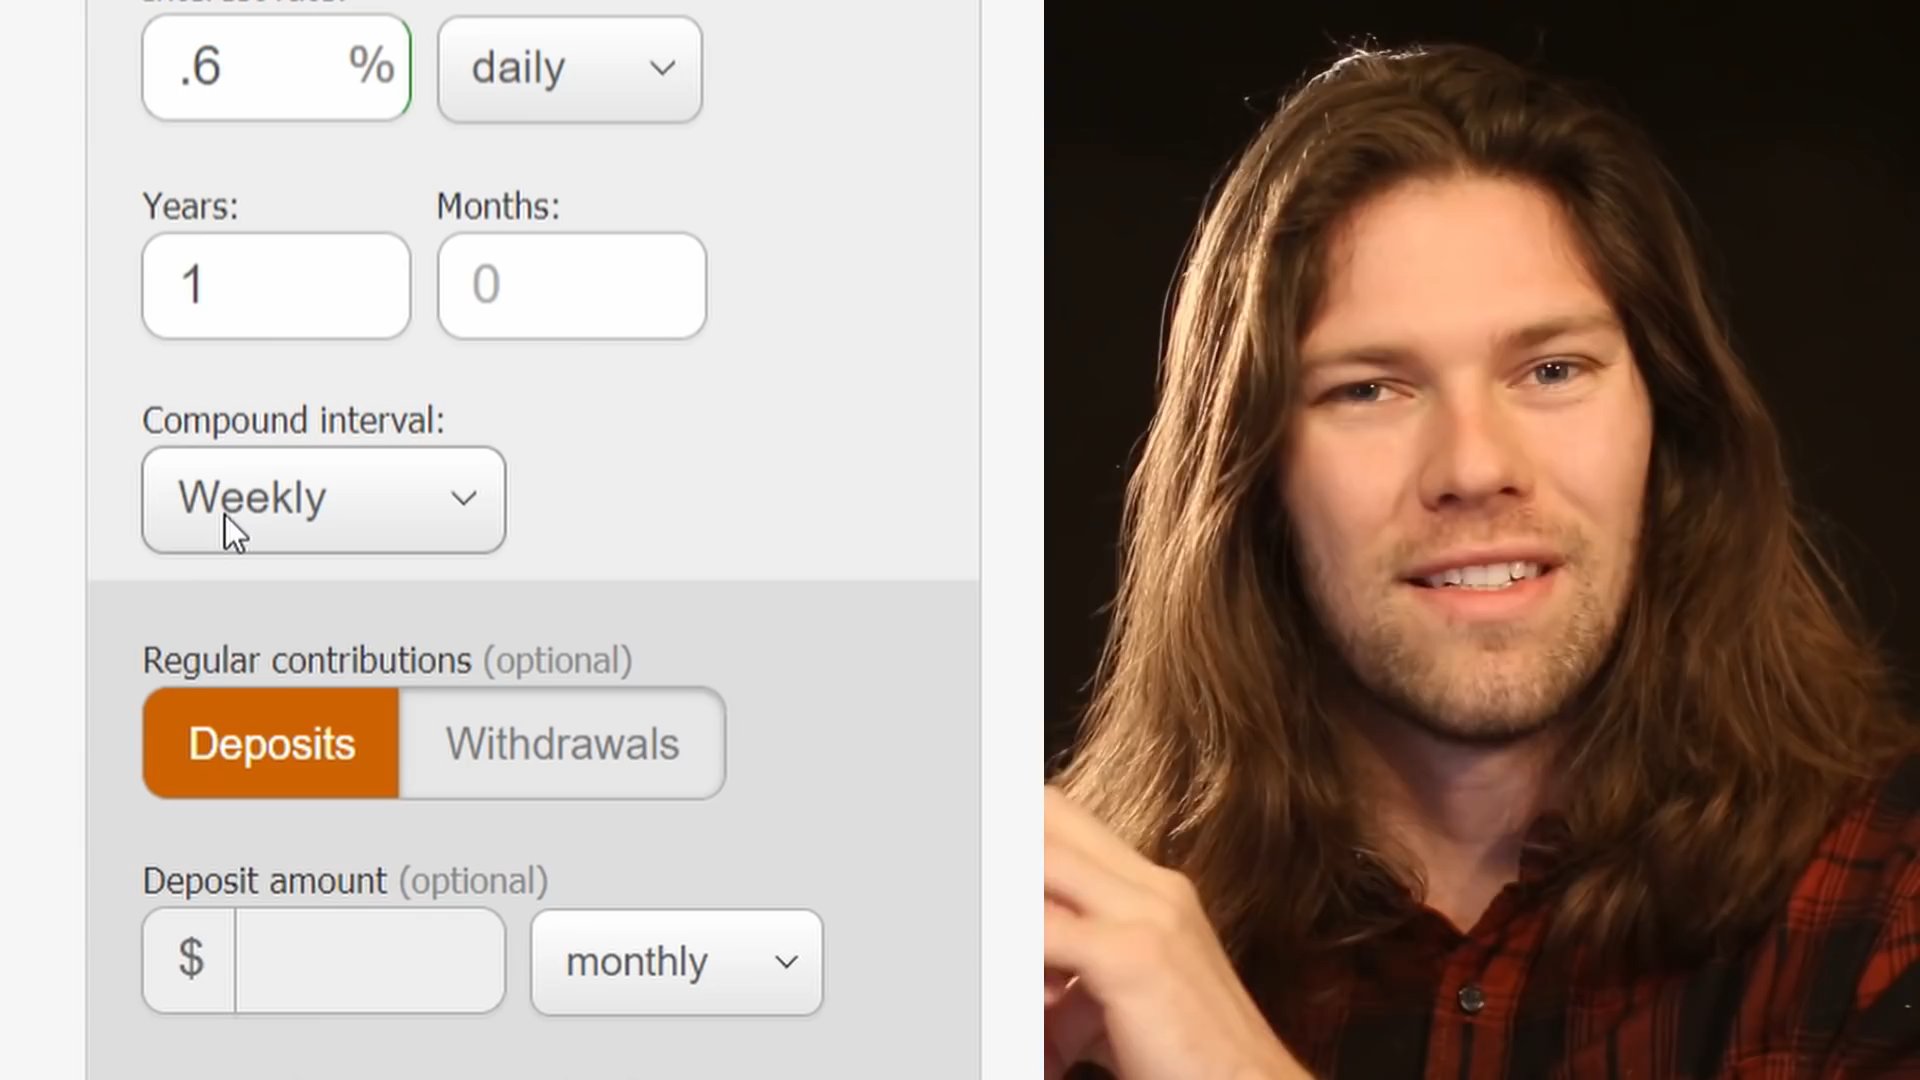 .6 %
daily
Years:
Months:
1
0
Compound interval:
Weekly
Regular contributions (optional)
Deposits
Withdrawals
Deposit amount (optional)
$
monthly